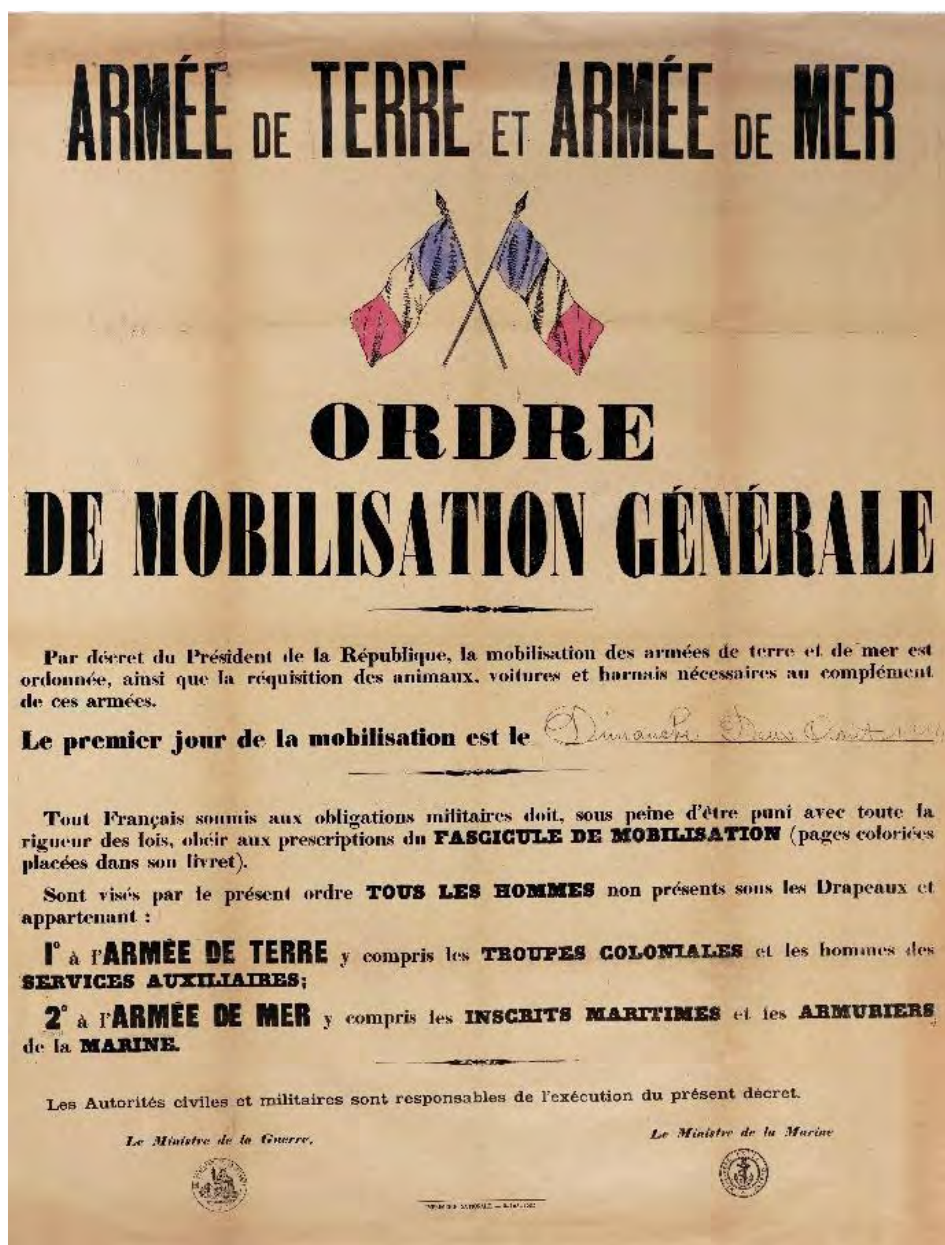 ARMÉE DE TERRE ET ARMÉE DE MER
ORDRE
DE MOBILISATION GÉNÉRALE
Par décret du Président de la République, la mobilisation des armées de terre et de mer est
ordonnée, ainsi que la réquisition des animaux, voitures et harnais nécessaires au complément
de ces armées.
Le premier jour de la mobilisation est le Dimanche Deux Août 1914
Tout Français soumis aux obligations militaires doit, sous peine d'être puni avec toute la
rigueur des lois, obéir aux prescriptions du FASCICULE DE MOBILISATION (pages coloriées
placées dans son livret).
Sont visés par le présent ordre TOUS LES HOMMES non présents sous les Drapeaux et
appartenant :
1° à l'ARMÉE DE TERRE y compris les TROUPES COLONIALES et les hommes des
SERVICES AUXILIAIRES;
2° à l'ARMÉE DE MER y compris les INSCRITS MARITIMES et les ARMURIERS
de la MARINE.
Les Autorités civiles et militaires sont responsables de l'exécution du présent décret.
Le Ministre de la Guerre,
Le Ministre de la Marine
IMPRIMERIE NATIONALE